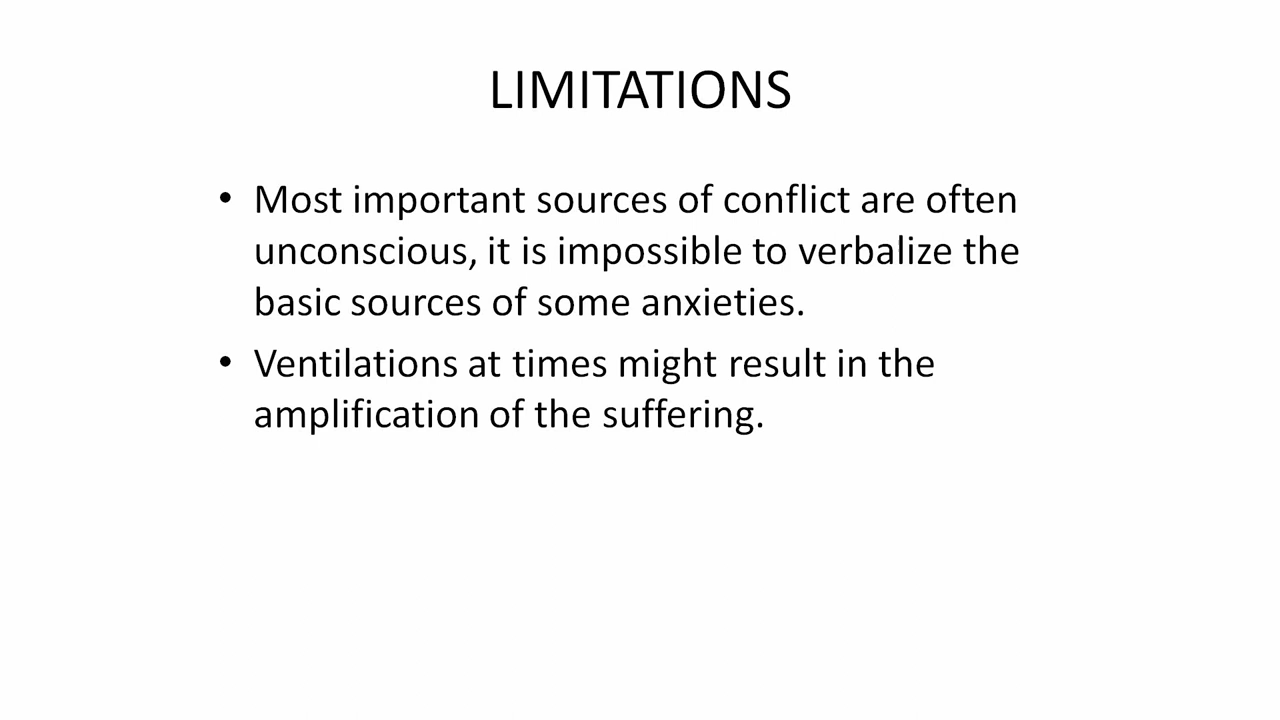 LIMITATIONS
• Most important sources of conflict are often
unconscious, it is impossible to verbalize the
basic sources of some anxieties.
• Ventilations at times might result in the
amplification of the suffering.